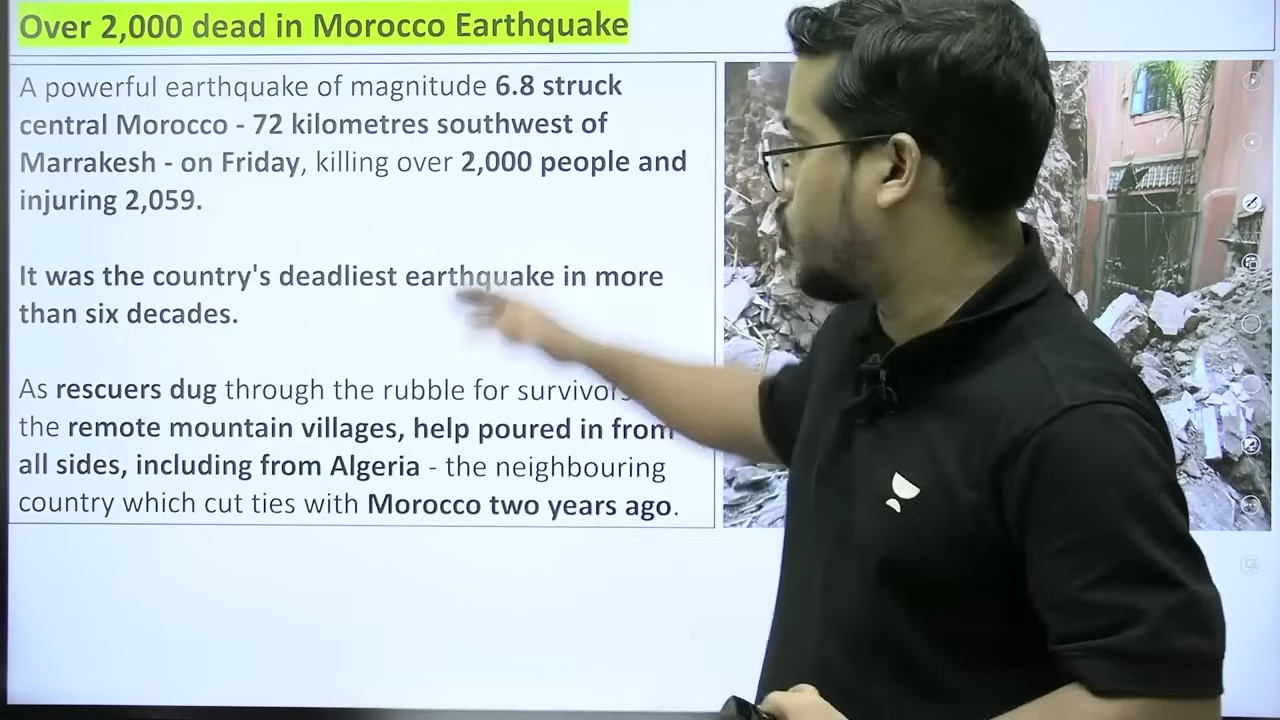 Over 2,000 dead in Morocco Earthquake
A powerful earthquake of magnitude 6.8 struck
central Morocco - 72 kilometres southwest of
Marrakesh - on Friday, killing over 2,000 people and
injuring 2,059.
It was the country's deadliest earthquake in more
than six decades.
As rescuers dug through the rubble for
the remote mountain villages, help poured in from
all sides, including from Algeria - the neighbouring
country which cut ties with Morocco two years ago.